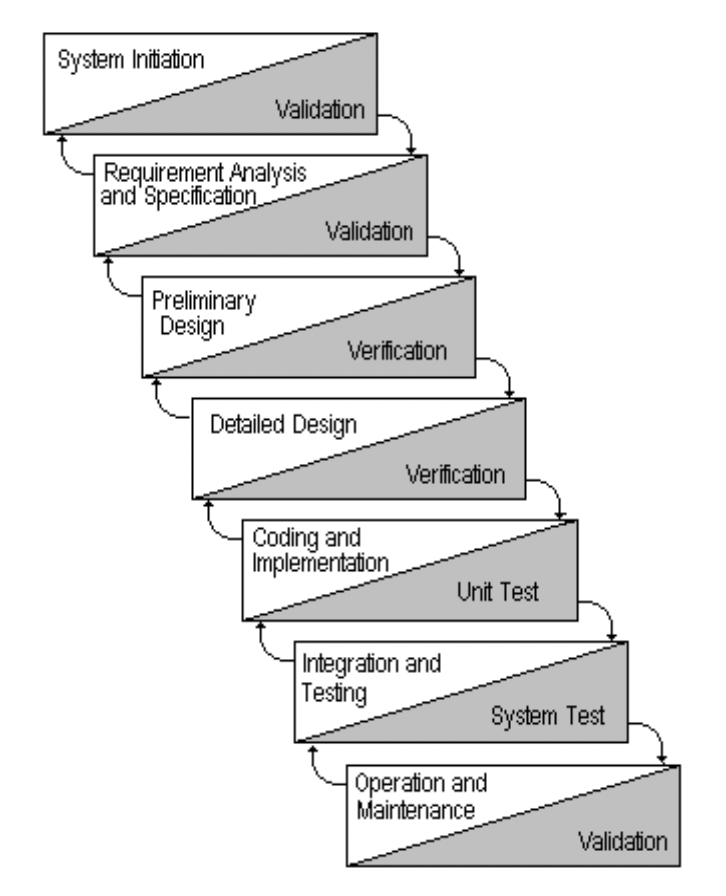 System Initiation
Validation
Requirement Analysis
and Specification
Validation
Preliminary
Design
Verification
Detailed Design
Verification
Coding and
Implementation
Unit Test
Integration and
Testing
System Test
Operation and
Maintenance
Validation